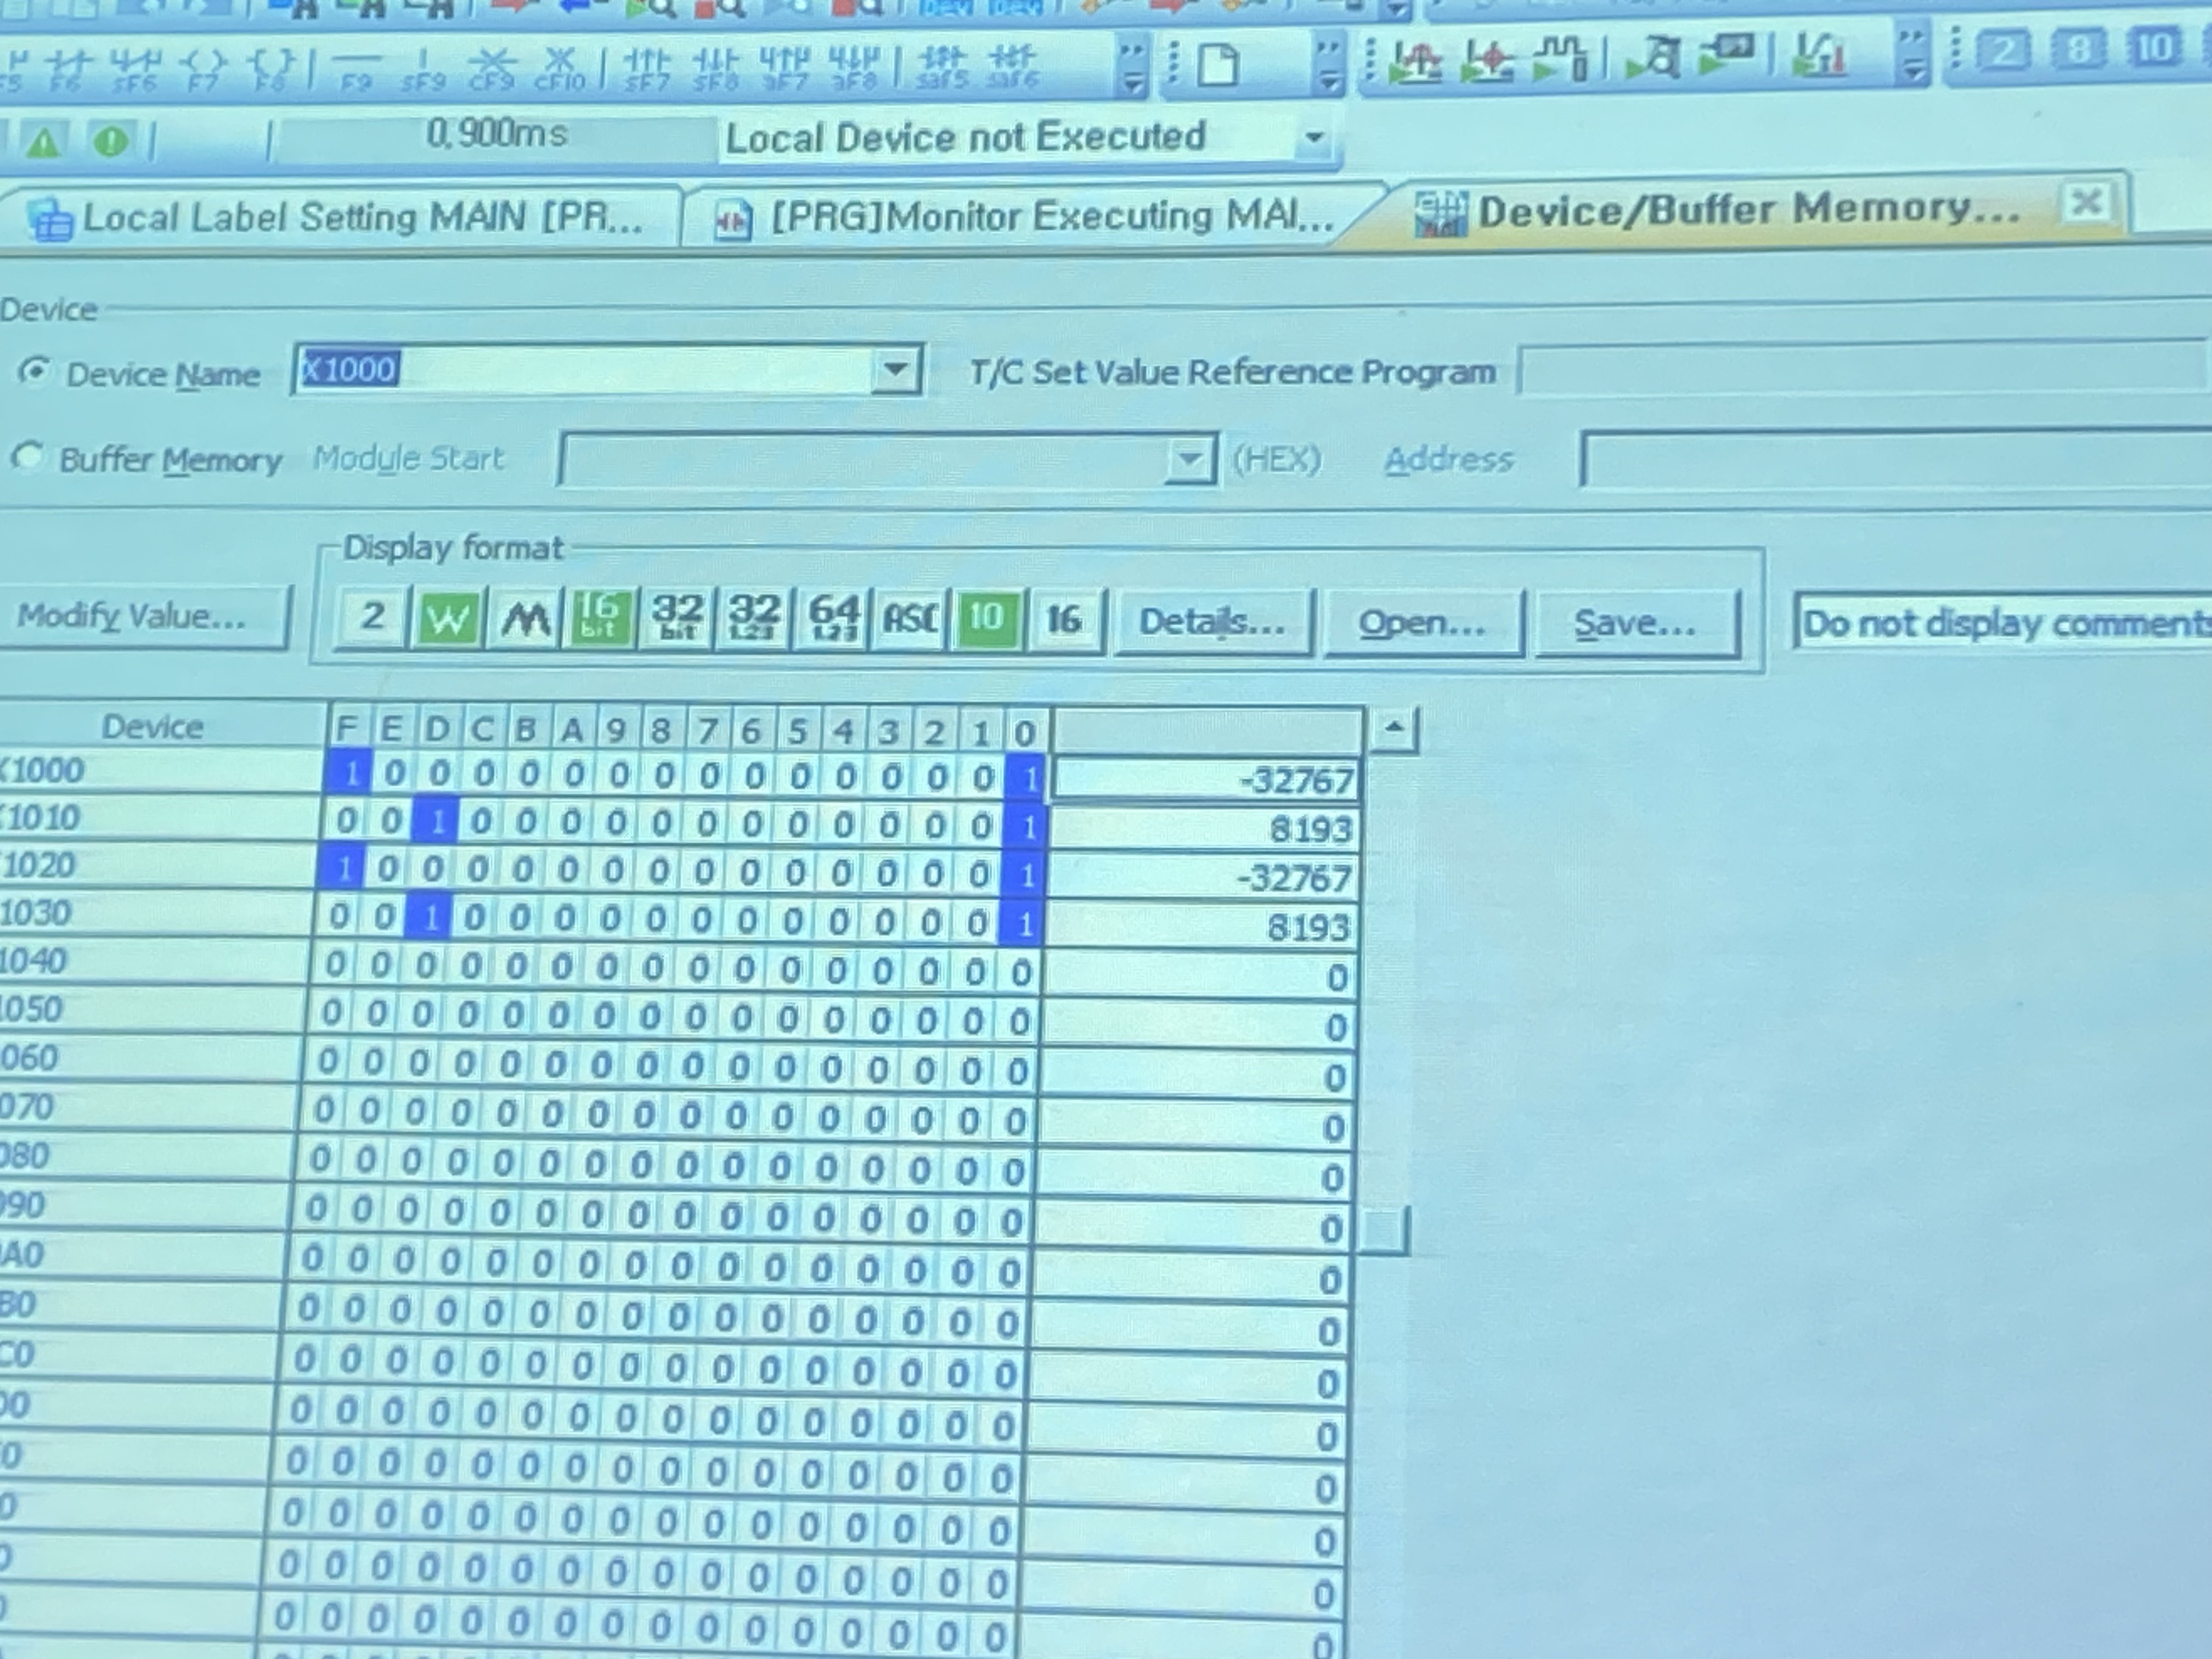 F6 sF6 F7 F8 F9 sF9 cF9 cF10 sF7 sF8 aF7 aF8 saF5 saF6 2 8 10
0.900ms Local Device not Executed
Local Label Setting MAIN [PR... [PRG]Monitor Executing MAI... Device/Buffer Memory...
Device
Device Name X1000 T/C Set Value Reference Program
Buffer Memory Module Start (HEX) Address
Display format
Modify Value... 2 W M 16 bit 32 bit 32 1.23 64 1.23 ASC 10 16 Details... Open... Save... Do not display comments
Device F E D C B A 9 8 7 6 5 4 3 2 1 0
X1000 1 0 0 0 0 0 0 0 0 0 0 0 0 0 0 1 -32767
1010 0 0 1 0 0 0 0 0 0 0 0 0 0 0 0 1 8193
1020 1 0 0 0 0 0 0 0 0 0 0 0 0 0 0 1 -32767
1030 0 0 1 0 0 0 0 0 0 0 0 0 0 0 0 1 8193
1040 0 0 0 0 0 0 0 0 0 0 0 0 0 0 0 0 0
1050 0 0 0 0 0 0 0 0 0 0 0 0 0 0 0 0 0
060 0 0 0 0 0 0 0 0 0 0 0 0 0 0 0 0 0
070 0 0 0 0 0 0 0 0 0 0 0 0 0 0 0 0 0
080 0 0 0 0 0 0 0 0 0 0 0 0 0 0 0 0 0
090 0 0 0 0 0 0 0 0 0 0 0 0 0 0 0 0 0
A0 0 0 0 0 0 0 0 0 0 0 0 0 0 0 0 0 0
B0 0 0 0 0 0 0 0 0 0 0 0 0 0 0 0 0 0
C0 0 0 0 0 0 0 0 0 0 0 0 0 0 0 0 0 0
0 0 0 0 0 0 0 0 0 0 0 0 0 0 0 0 0 0
0 0 0 0 0 0 0 0 0 0 0 0 0 0 0 0 0 0
0 0 0 0 0 0 0 0 0 0 0 0 0 0 0 0 0 0
0 0 0 0 0 0 0 0 0 0 0 0 0 0 0 0 0
0 0 0 0 0 0 0 0 0 0 0 0 0 0 0 0 0